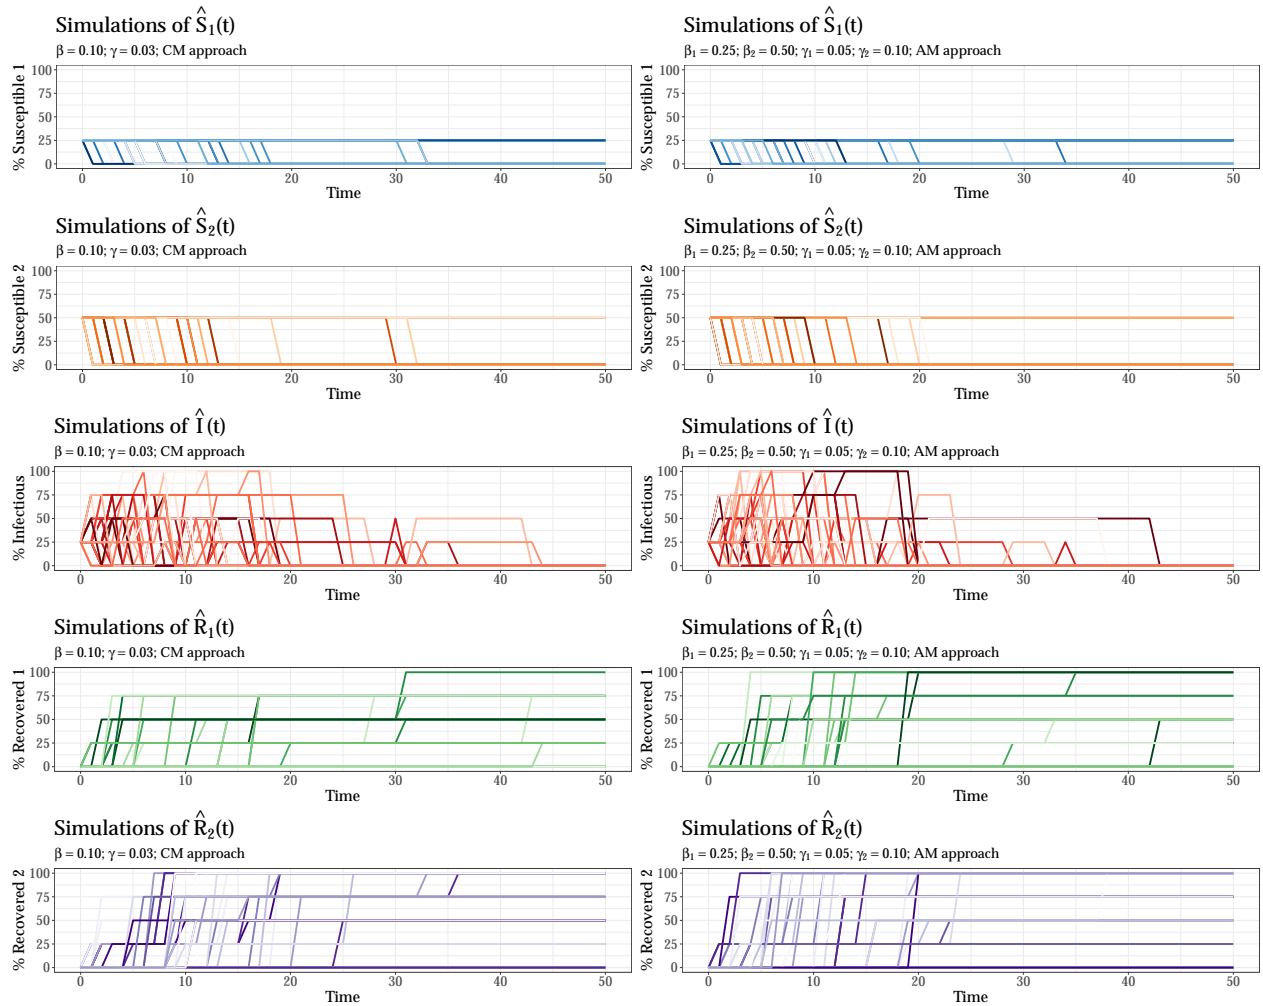 Simulations of Ŝ₁(t)
β = 0.10; γ = 0.03; CM approach
% Susceptible 1
100
75
50
25
0
0 10 20 30 40 50
Time
Simulations of Ŝ₁(t)
β₁ = 0.25; β₂ = 0.50; γ₁ = 0.05; γ₂ = 0.10; AM approach
% Susceptible 1
100
75
50
25
0
0 10 20 30 40 50
Time
Simulations of Ŝ₂(t)
β = 0.10; γ = 0.03; CM approach
% Susceptible 2
100
75
50
25
0
0 10 20 30 40 50
Time
Simulations of Ŝ₂(t)
β₁ = 0.25; β₂ = 0.50; γ₁ = 0.05; γ₂ = 0.10; AM approach
% Susceptible 2
100
75
50
25
0
0 10 20 30 40 50
Time
Simulations of Î(t)
β = 0.10; γ = 0.03; CM approach
% Infectious
100
75
50
25
0
0 10 20 30 40 50
Time
Simulations of Î(t)
β₁ = 0.25; β₂ = 0.50; γ₁ = 0.05; γ₂ = 0.10; AM approach
% Infectious
100
75
50
25
0
0 10 20 30 40 50
Time
Simulations of R̂₁(t)
β = 0.10; γ = 0.03; CM approach
% Recovered 1
100
75
50
25
0
0 10 20 30 40 50
Time
Simulations of R̂₁(t)
β₁ = 0.25; β₂ = 0.50; γ₁ = 0.05; γ₂ = 0.10; AM approach
% Recovered 1
100
75
50
25
0
0 10 20 30 40 50
Time
Simulations of R̂₂(t)
β = 0.10; γ = 0.03; CM approach
% Recovered 2
100
75
50
25
0
0 10 20 30 40 50
Time
Simulations of R̂₂(t)
β₁ = 0.25; β₂ = 0.50; γ₁ = 0.05; γ₂ = 0.10; AM approach
% Recovered 2
100
75
50
25
0
0 10 20 30 40 50
Time